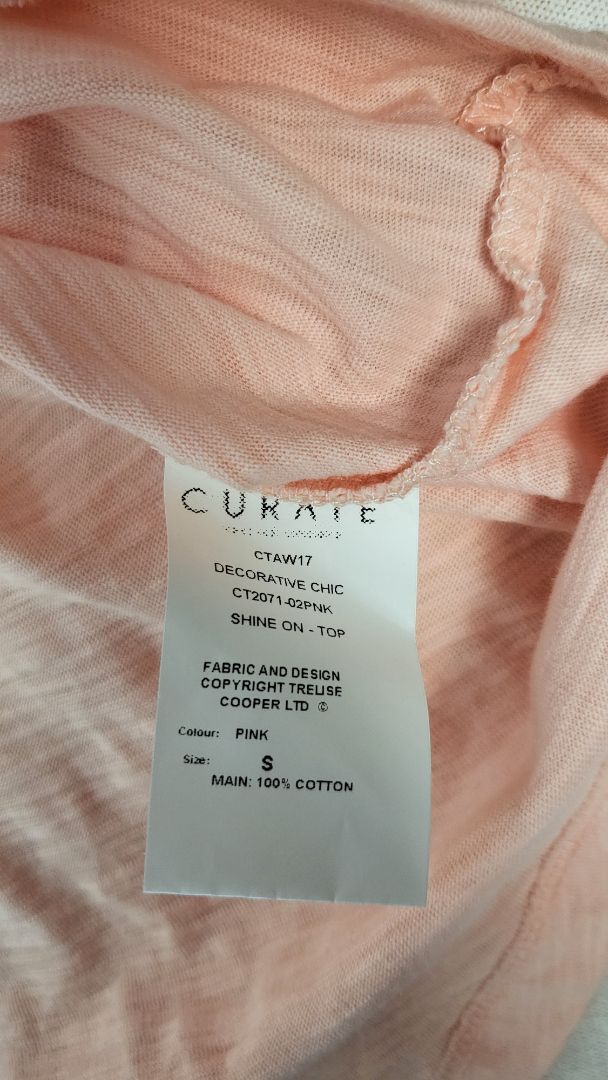 CURATE
CTAW17
DECORATIVE CHIC
CT2071-02PNK
SHINE ON - TOP
FABRIC AND DESIGN
COPYRIGHT TRELISE
COOPER LTD ©
Colour: PINK
Size: S
MAIN: 100% COTTON